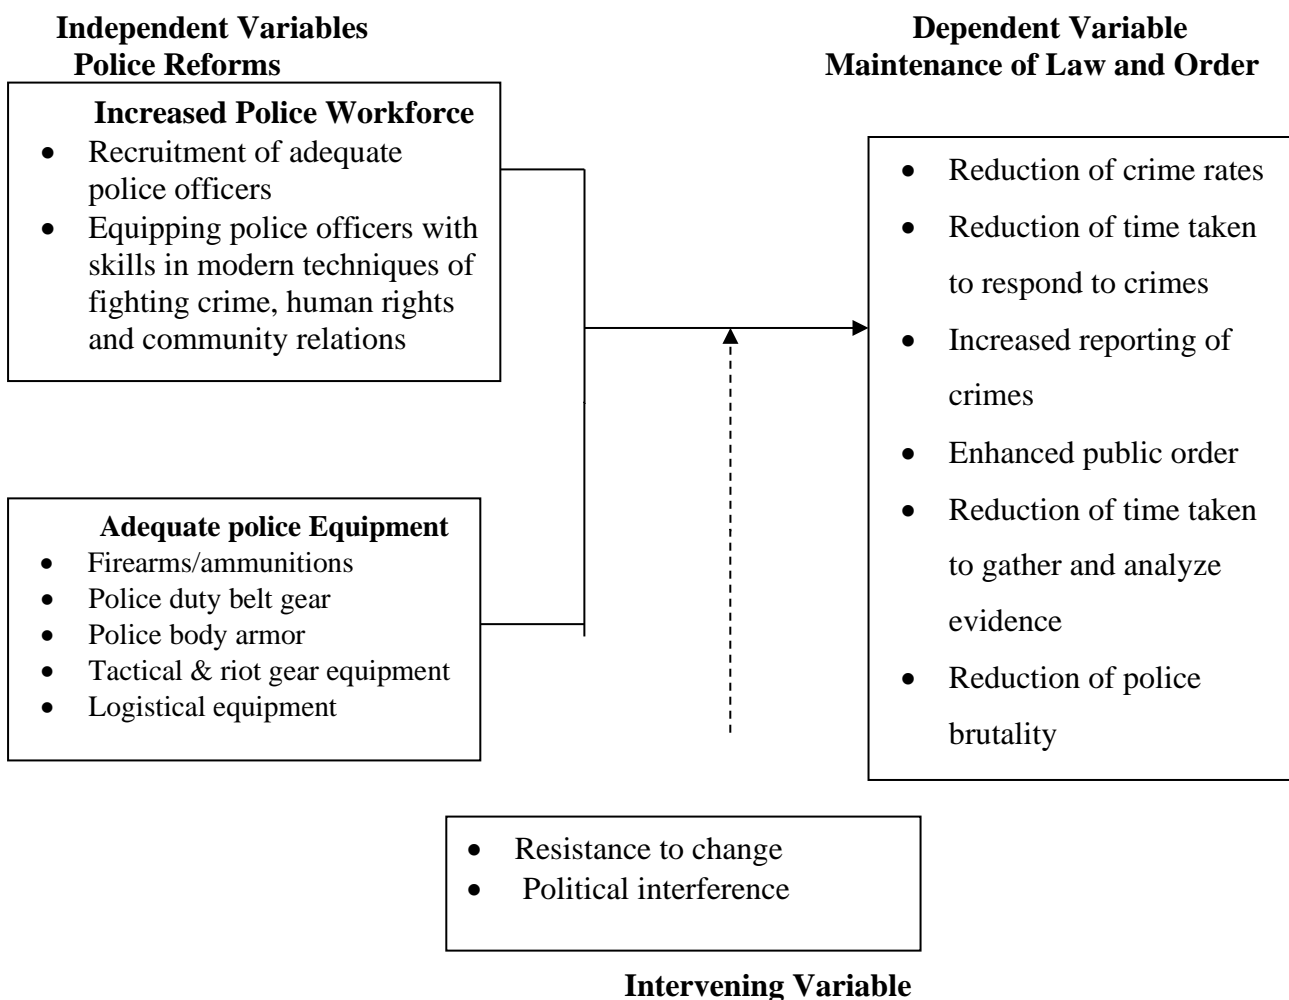 Independent Variables
Police Reforms
Increased Police Workforce
• Recruitment of adequate
police officers
• Equipping police officers with
skills in modern techniques of
fighting crime, human rights
and community relations
Adequate police Equipment
• Firearms/ammunitions
• Police duty belt gear
• Police body armor
• Tactical & riot gear equipment
• Logistical equipment
Dependent Variable
Maintenance of Law and Order
• Reduction of crime rates
• Reduction of time taken
to respond to crimes
• Increased reporting of
crimes
• Enhanced public order
• Reduction of time taken
to gather and analyze
evidence
• Reduction of police
brutality
• Resistance to change
• Political interference
Intervening Variable